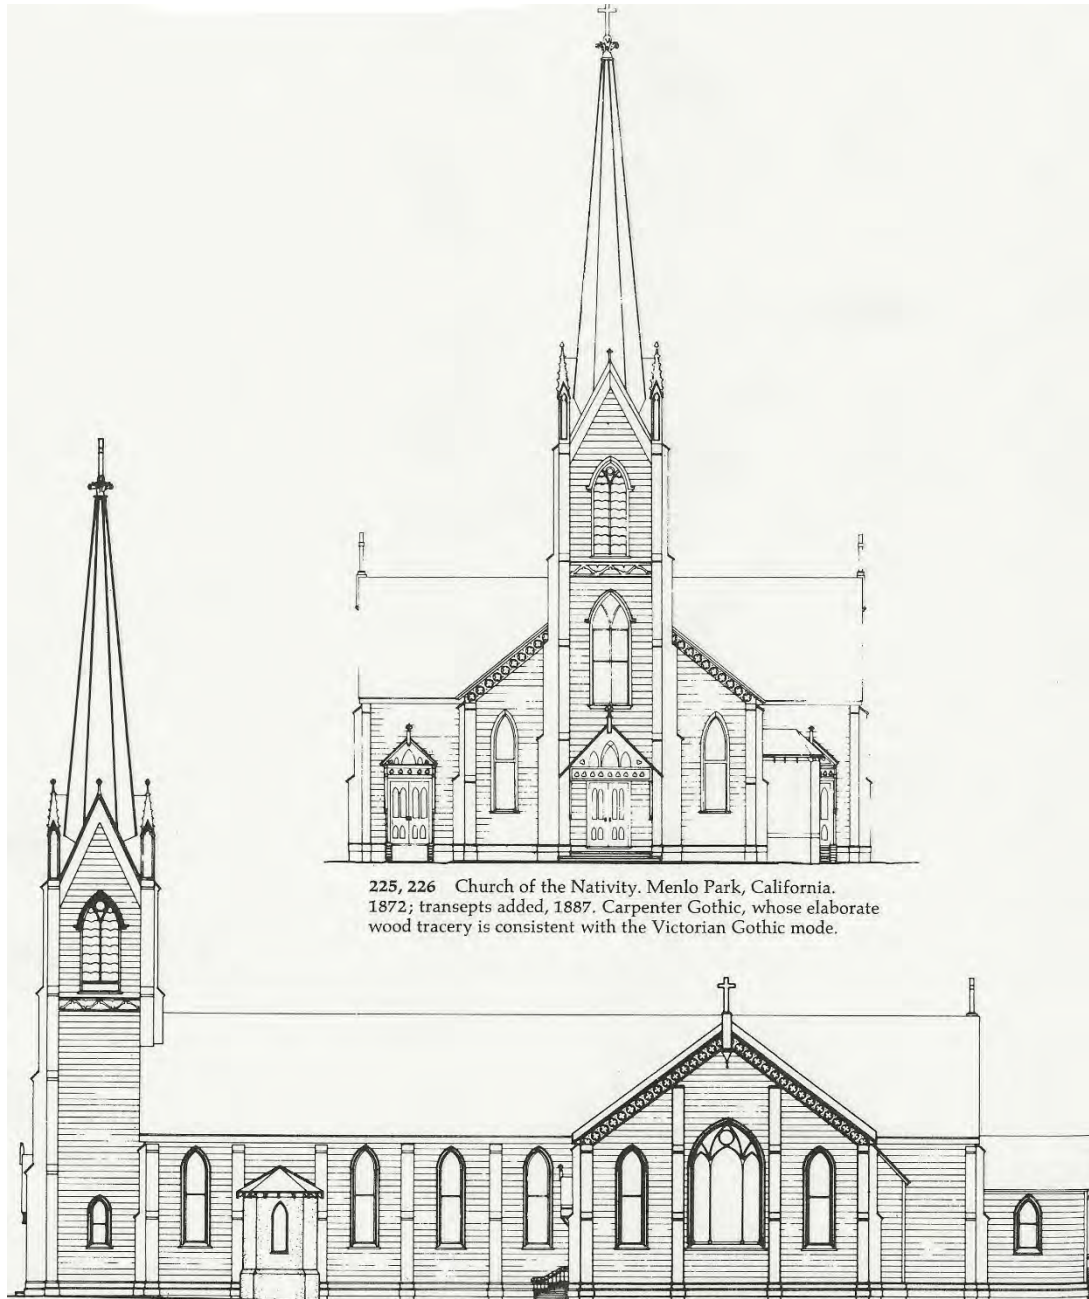 225, 226 Church of the Nativity. Menlo Park, California.
1872; transepts added, 1887. Carpenter Gothic, whose elaborate
wood tracery is consistent with the Victorian Gothic mode.